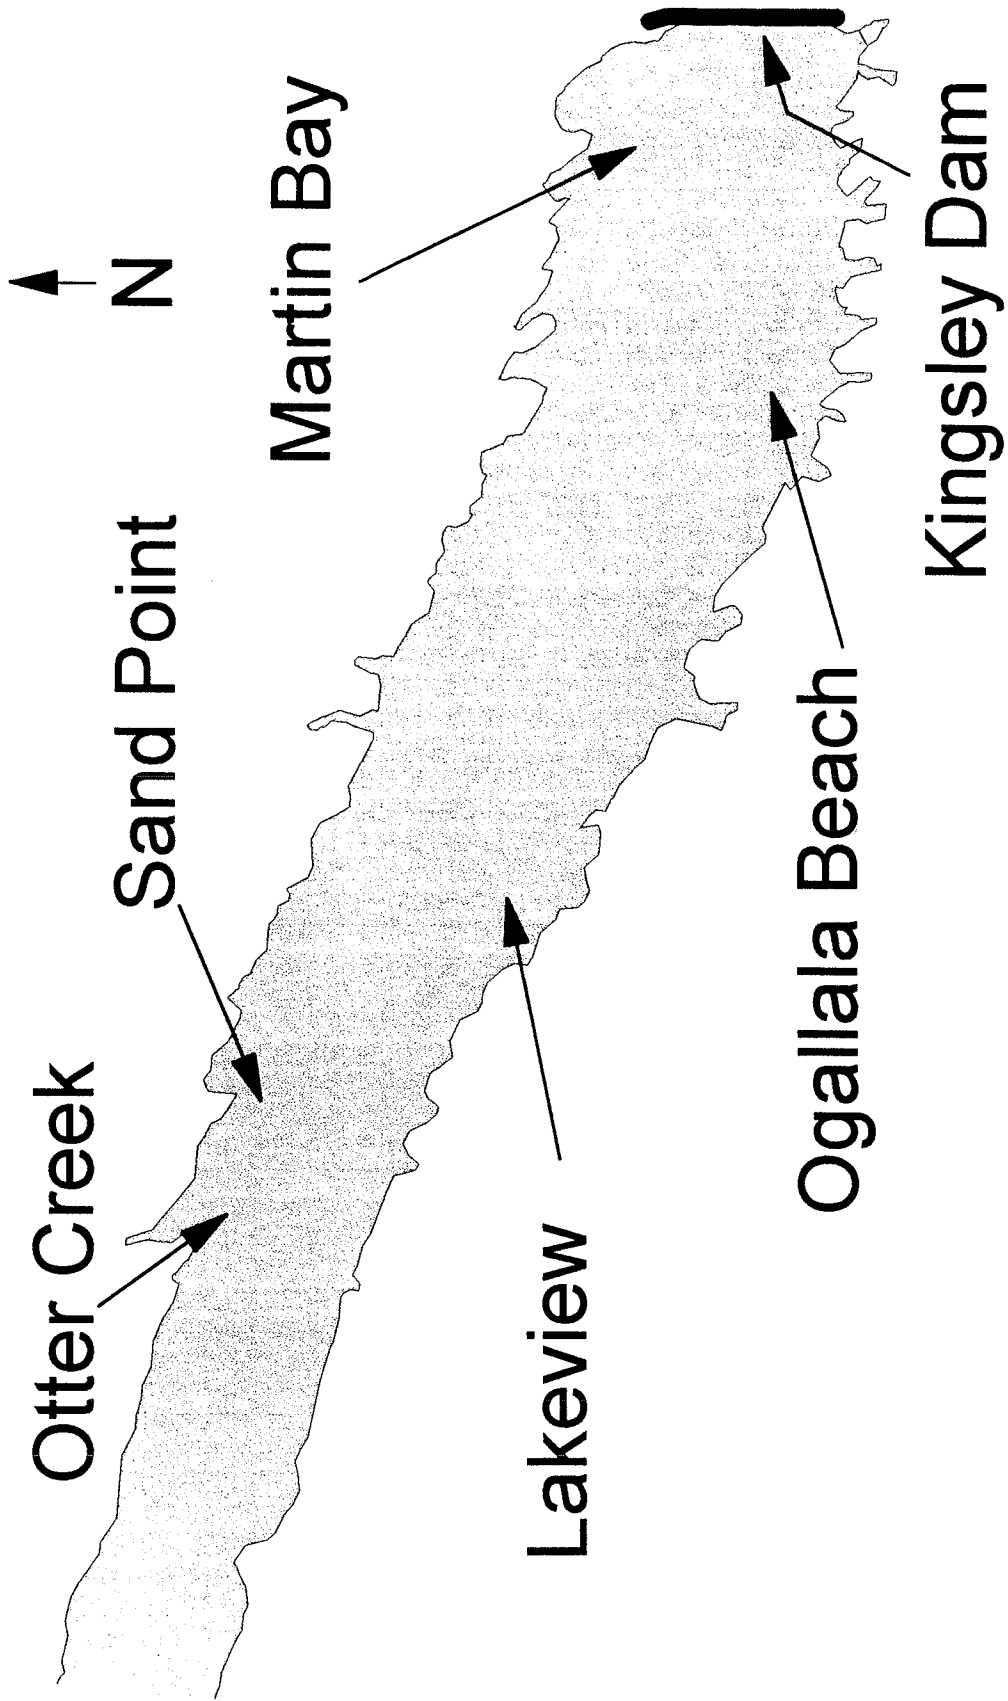 Otter Creek
Sand Point
N
Martin Bay
Lakeview
Ogallala Beach
Kingsley Dam